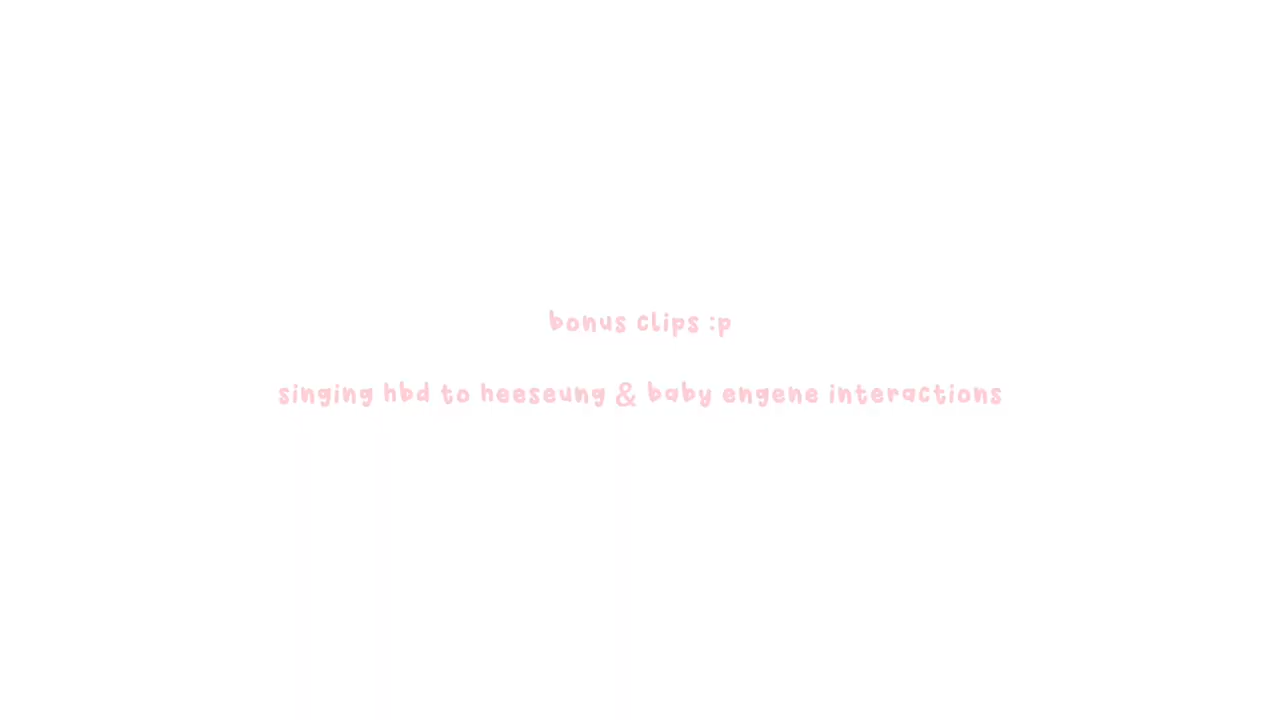 bonus clips :p
singing hbd to heeseung & baby engene interactions